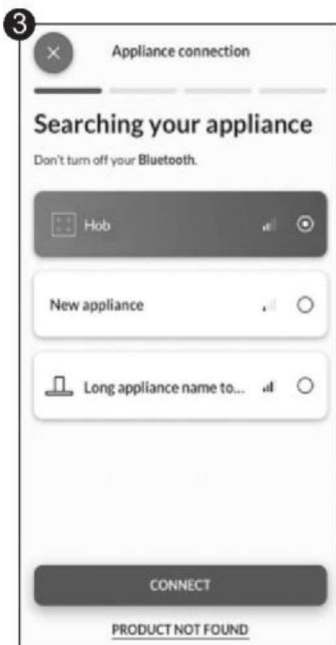 3
Appliance connection
Searching your appliance
Don't turn off your Bluetooth.
Hob
New appliance
Long appliance name to...
CONNECT
PRODUCT NOT FOUND